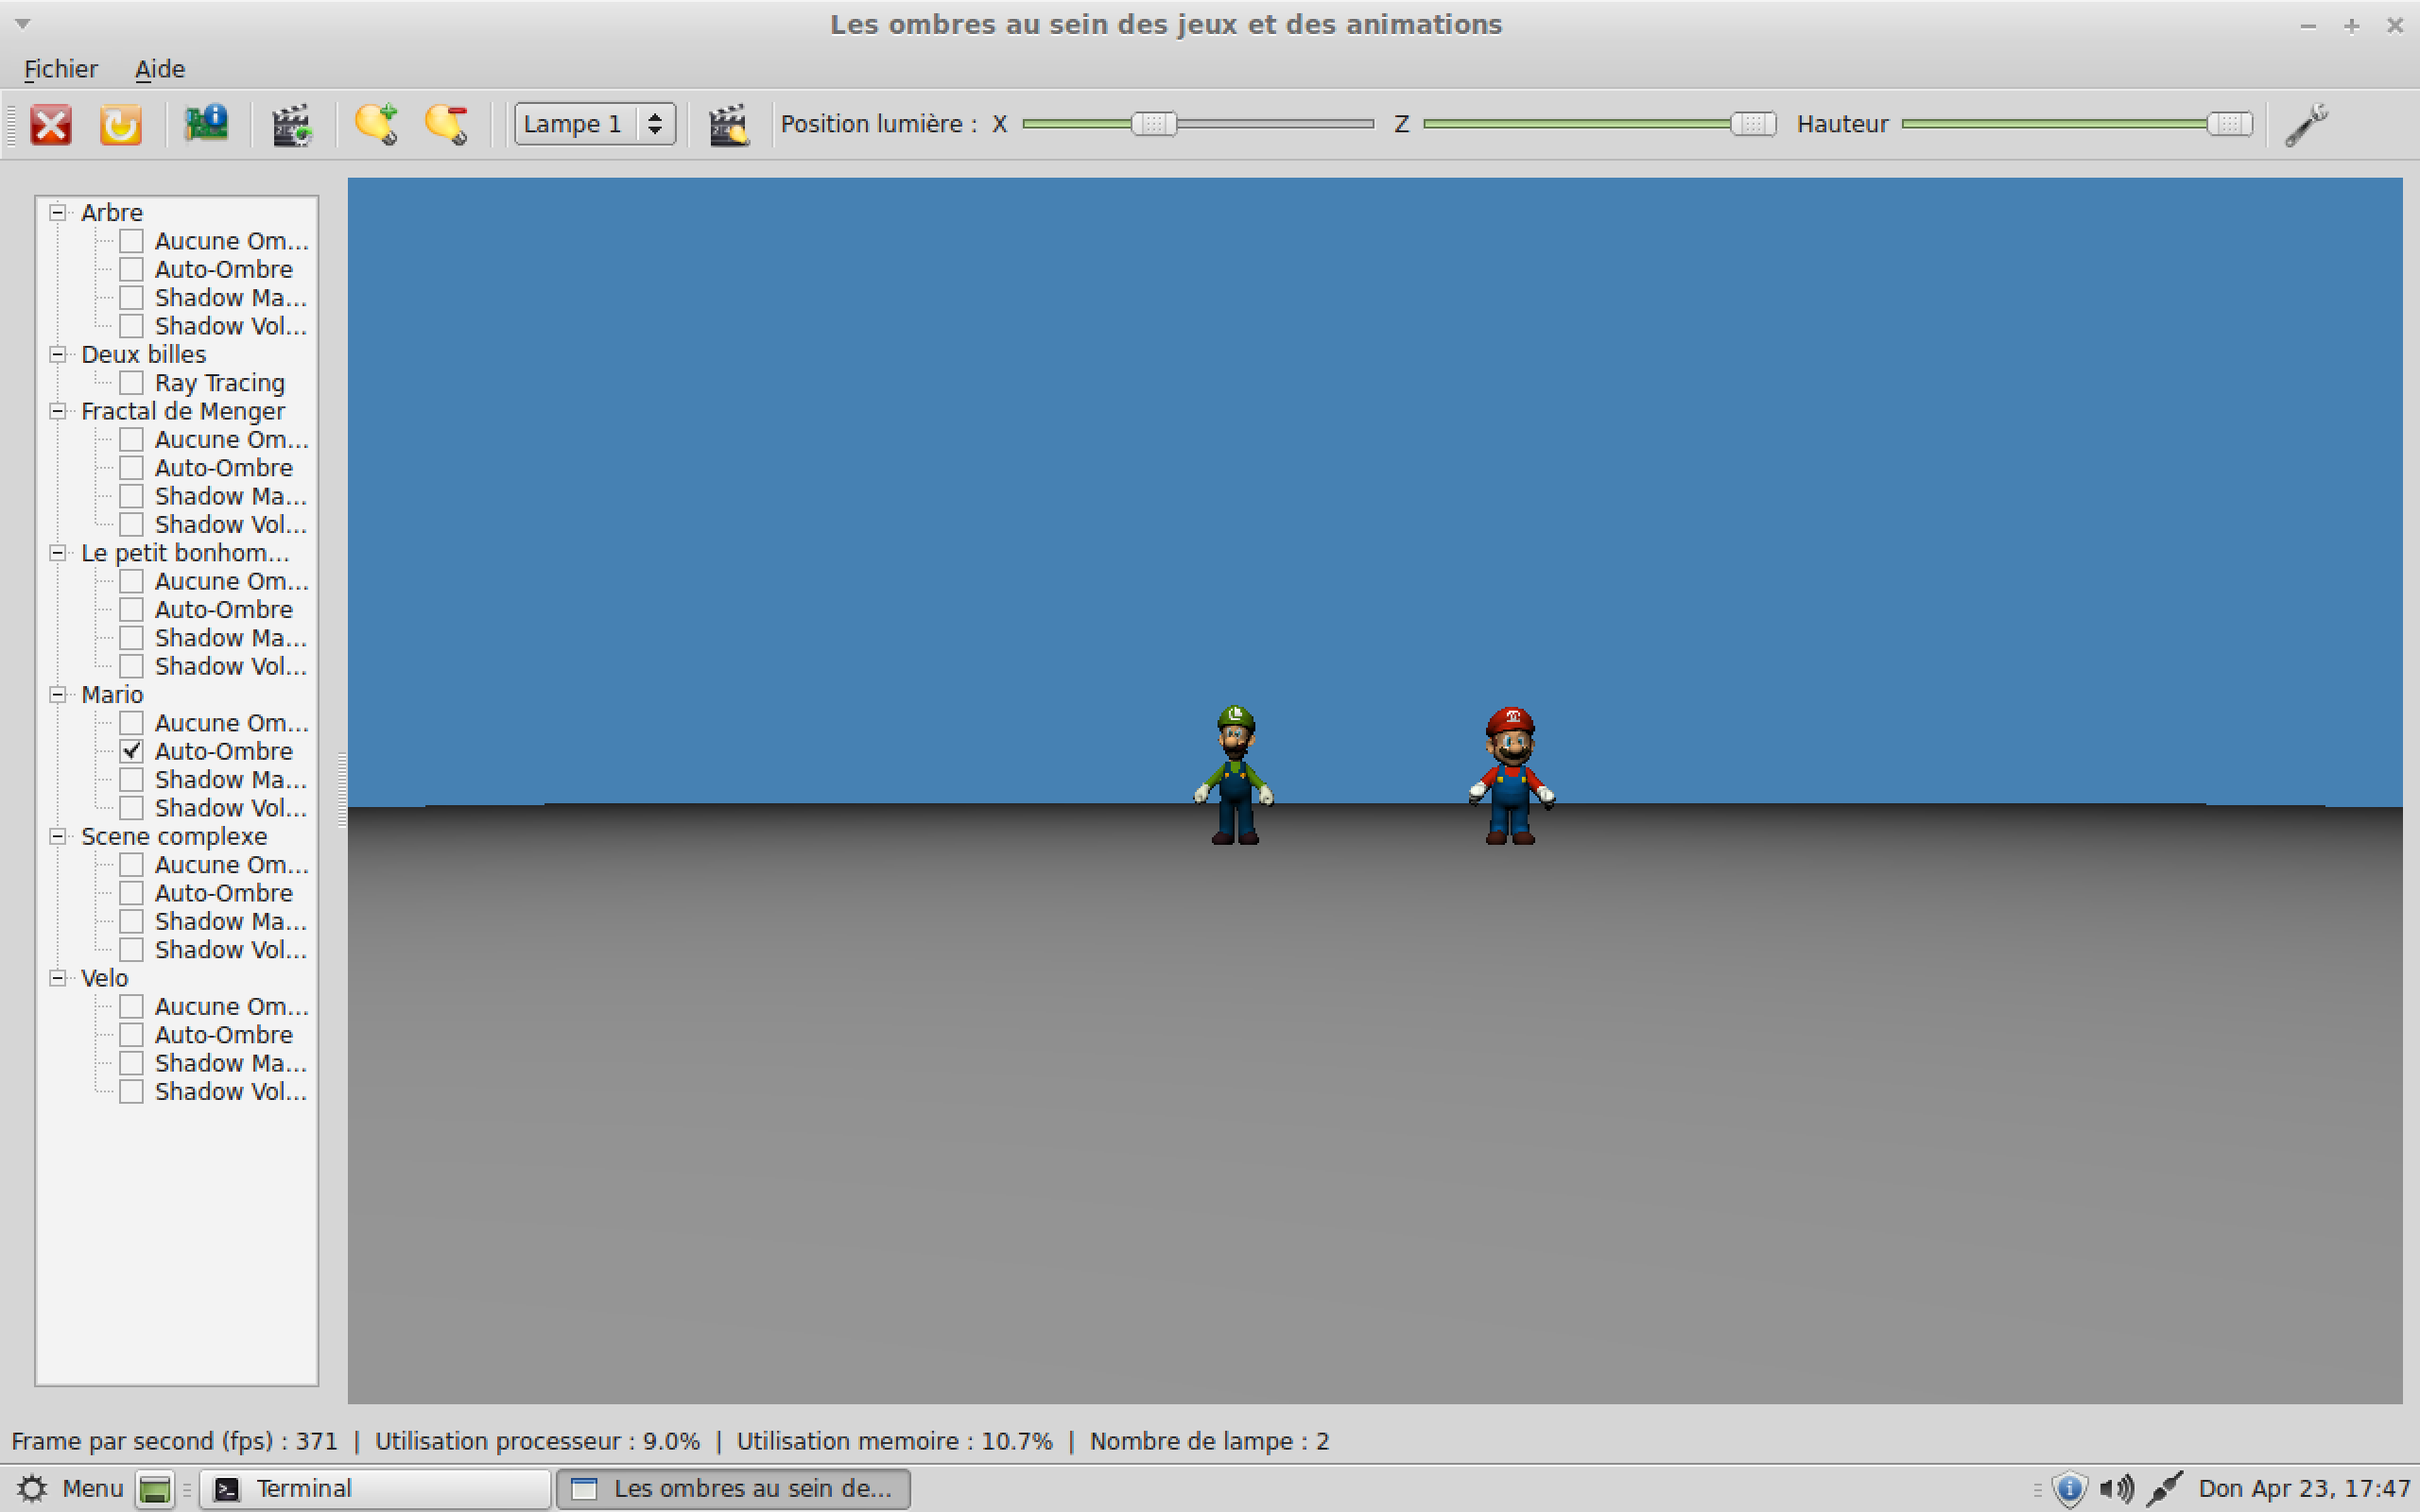 Les ombres au sein des jeux et des animations
Fichier Aide
Lampe 1 Position lumière : X Z Hauteur
Arbre
Aucune Om...
Auto-Ombre
Shadow Ma...
Shadow Vol...
Deux billes
Ray Tracing
Fractal de Menger
Aucune Om...
Auto-Ombre
Shadow Ma...
Shadow Vol...
Le petit bonhom...
Aucune Om...
Auto-Ombre
Shadow Ma...
Shadow Vol...
Mario
Aucune Om...
Auto-Ombre
Shadow Ma...
Shadow Vol...
Scene complexe
Aucune Om...
Auto-Ombre
Shadow Ma...
Shadow Vol...
Velo
Aucune Om...
Auto-Ombre
Shadow Ma...
Shadow Vol...
Frame par second (fps) : 371 | Utilisation processeur : 9.0% | Utilisation memoire : 10.7% | Nombre de lampe : 2
Menu Terminal Les ombres au sein de... Don Apr 23, 17:47